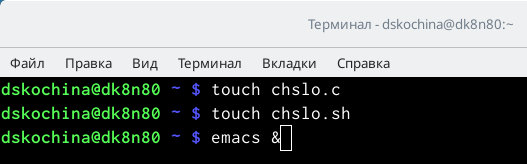 Терминал - dskochina@dk8n80:~
Файл Правка Вид Терминал Вкладки Справка
dskochina@dk8n80 ~ $ touch chslo.c
dskochina@dk8n80 ~ $ touch chslo.sh
dskochina@dk8n80 ~ $ emacs &